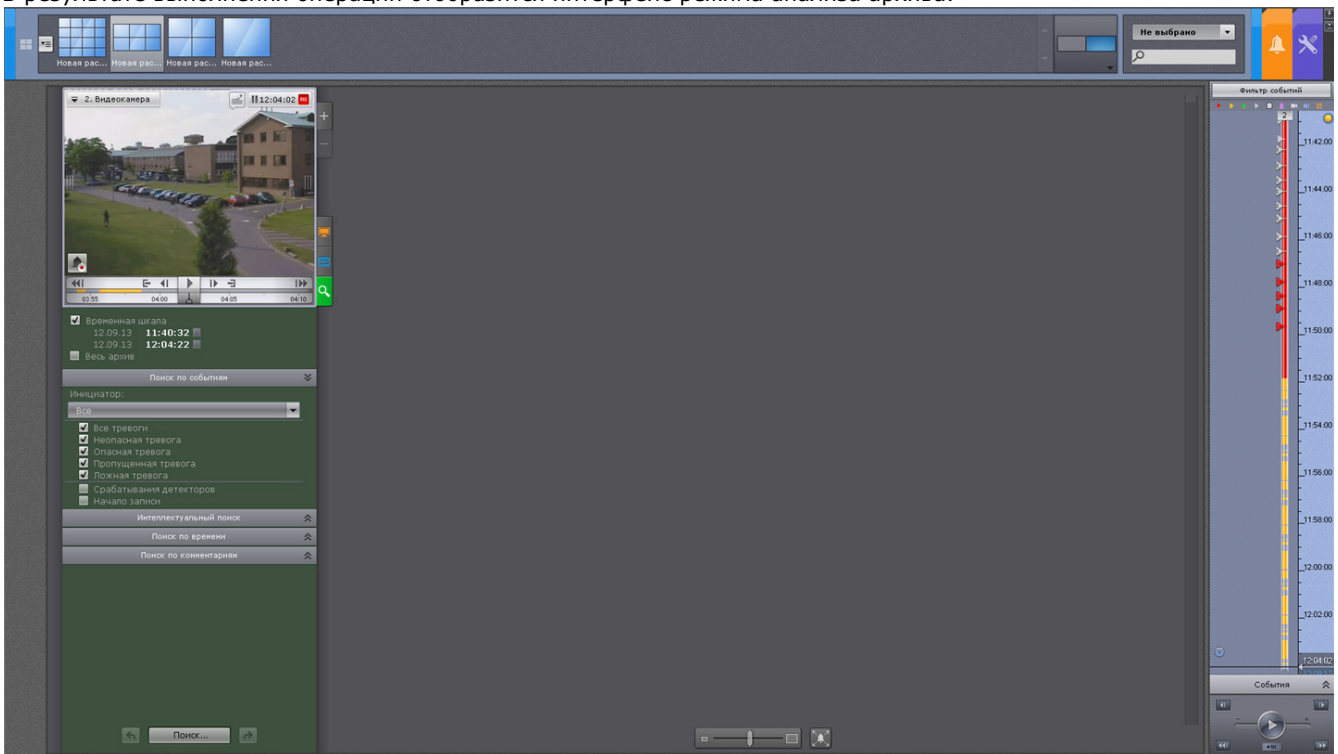 В результате выполнения операции отобразится интерфейс режима анализа архива.
Не выбрано
Новая рас... Новая рас... Новая рас... Новая рас...
Фильтр событий
2. Видеокамера
12:04:02
2
03:55 04:00 04:05 04:10
Временная шкала
12.09.13 11:40:32
12.09.13 12:04:22
Весь архив
Поиск по событиям
Инициатор:
Все
Все тревоги
Неопасная тревога
Опасная тревога
Пропущенная тревога
Ложная тревога
Срабатывания детекторов
Начало записи
Интеллектуальный поиск
Поиск по времени
Поиск по комментариям
Поиск...
11:42:00
11:44:00
11:46:00
11:48:00
11:50:00
11:52:00
11:54:00
11:56:00
11:58:00
12:00:00
12:02:00
12:04:02
События